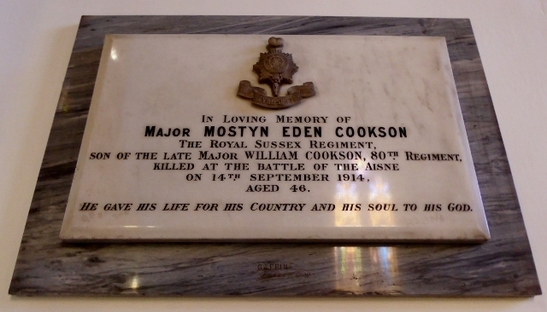 In Loving Memory of
Major MOSTYN EDEN COOKSON
The Royal Sussex Regiment,
son of the late Major WILLIAM COOKSON, 80TH Regiment,
killed at the Battle of the Aisne
on 14TH September 1914,
aged 46.
He gave his life for his Country and his soul to his God.